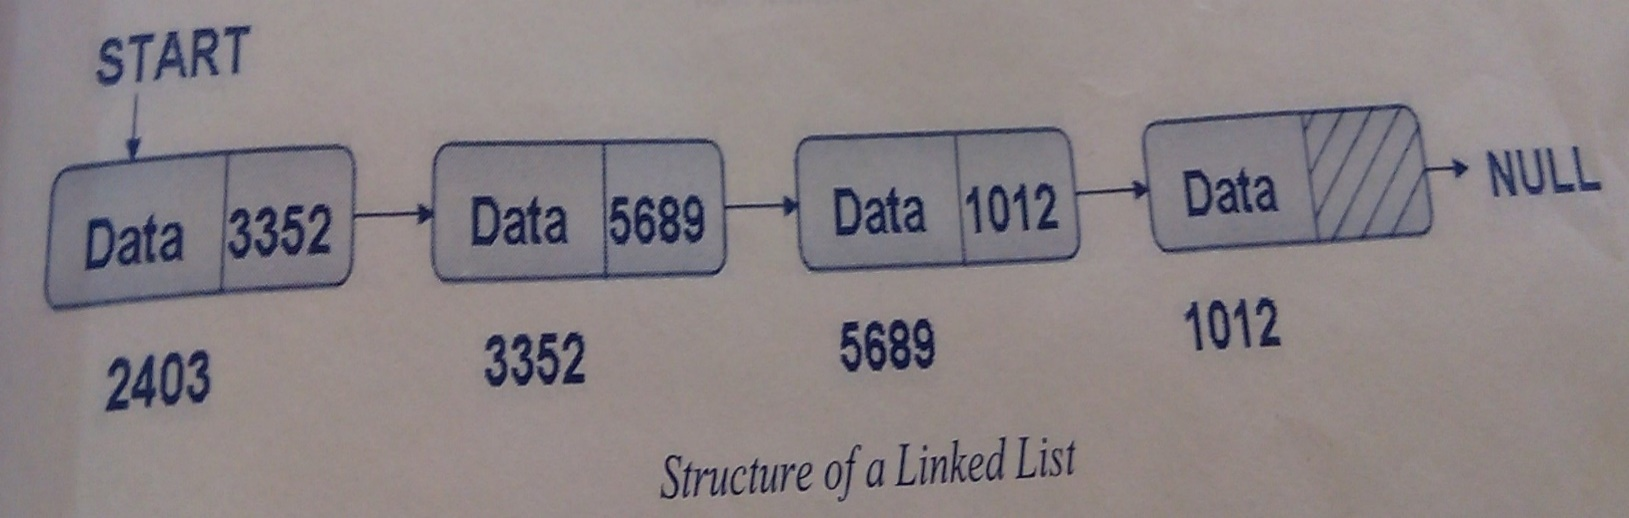 START
Data 3352 Data 5689 Data 1012 Data NULL
2403 3352 5689 1012
Structure of a Linked List